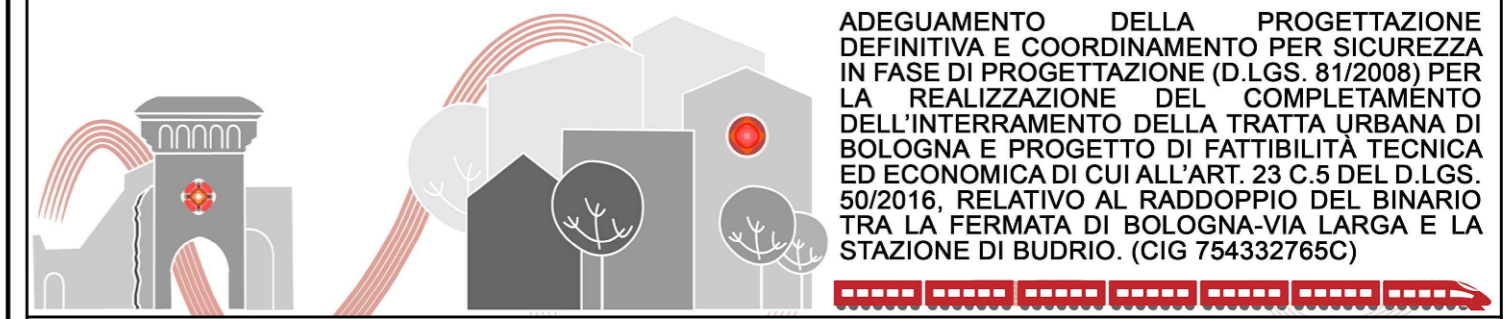 ADEGUAMENTO DELLA PROGETTAZIONE
DEFINITIVA E COORDINAMENTO PER SICUREZZA
IN FASE DI PROGETTAZIONE (D.LGS. 81/2008) PER
LA REALIZZAZIONE DEL COMPLETAMENTO
DELL'INTERRAMENTO DELLA TRATTA URBANA DI
BOLOGNA E PROGETTO DI FATTIBILITÀ TECNICA
ED ECONOMICA DI CUI ALL'ART. 23 C.5 DEL D.LGS.
50/2016, RELATIVO AL RADDOPPIO DEL BINARIO
TRA LA FERMATA DI BOLOGNA-VIA LARGA E LA
STAZIONE DI BUDRIO. (CIG 754332765C)